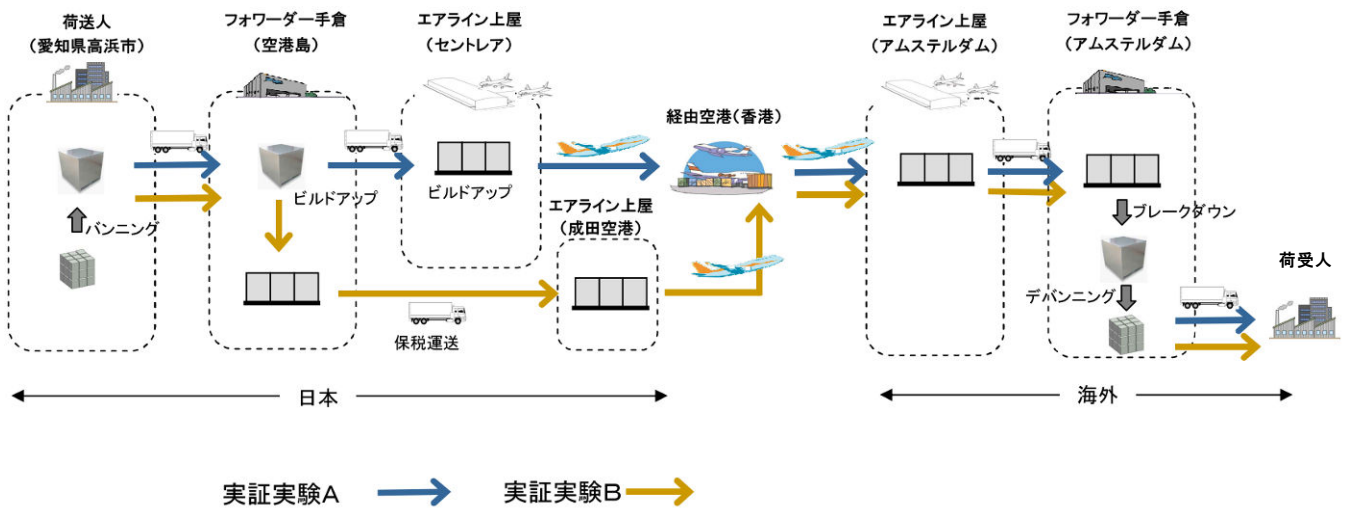 荷送人
(愛知県高浜市)
フォワーダー手倉
(空港島)
エアライン上屋
(セントレア)
エアライン上屋
(アムステルダム)
フォワーダー手倉
(アムステルダム)
経由空港(香港)
バンニング
ビルドアップ
ビルドアップ
エアライン上屋
(成田空港)
ブレークダウン
荷受人
デバンニング
保税運送
日本
海外
実証実験A
実証実験B